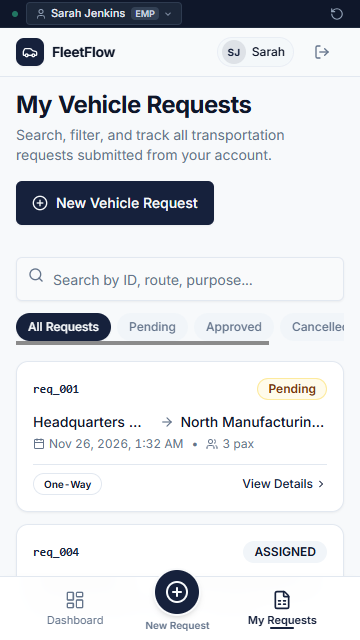 Sarah Jenkins EMP
FleetFlow
SJ Sarah
My Vehicle Requests
Search, filter, and track all transportation
requests submitted from your account.
New Vehicle Request
Search by ID, route, purpose...
All Requests Pending Approved Cancelled
req_001 Pending
Headquarters ... → North Manufacturin...
Nov 26, 2026, 1:32 AM • 3 pax
One-Way View Details
req_004 ASSIGNED
Dashboard New Request My Requests